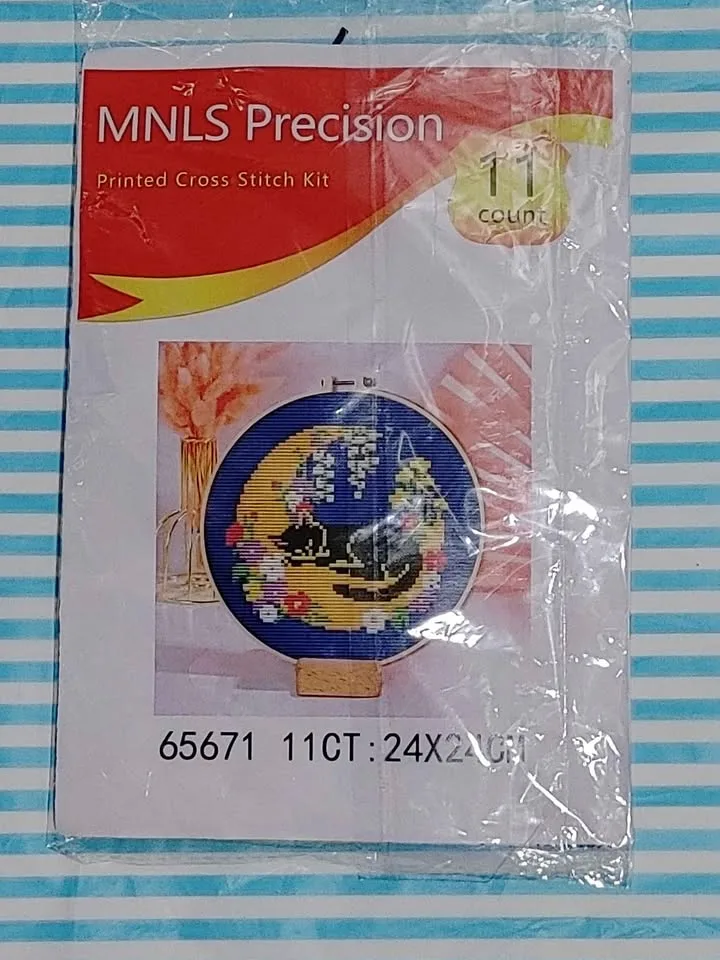 MNLS Precision
Printed Cross Stitch Kit
11
count
65671 11CT:24X24CM